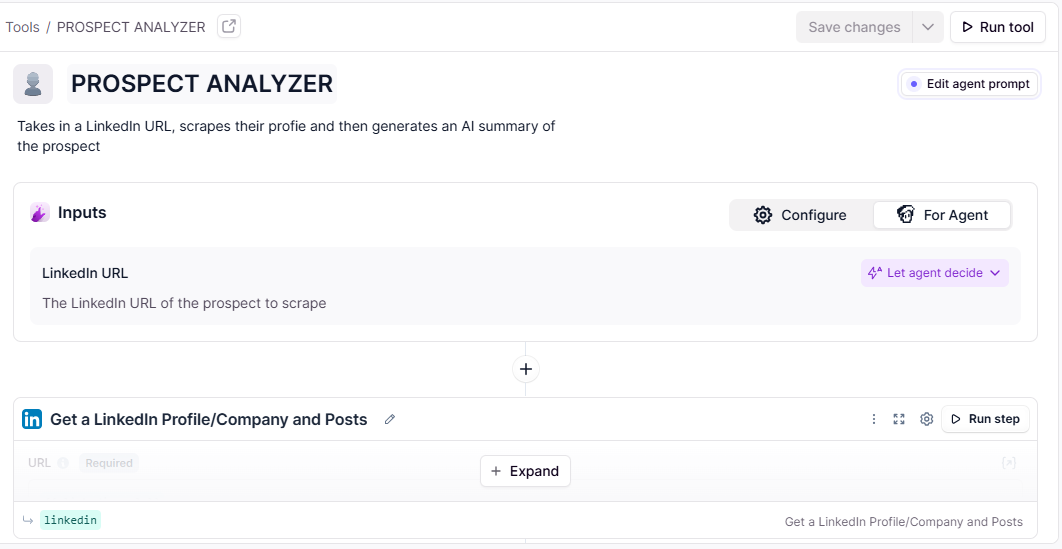 Tools / PROSPECT ANALYZER
Save changes
Run tool
PROSPECT ANALYZER
Edit agent prompt
Takes in a LinkedIn URL, scrapes their profie and then generates an AI summary of
the prospect
Inputs
Configure
For Agent
LinkedIn URL
Let agent decide
The LinkedIn URL of the prospect to scrape
in Get a LinkedIn Profile/Company and Posts
Run step
URL
Required
Expand
linkedin
Get a LinkedIn Profile/Company and Posts